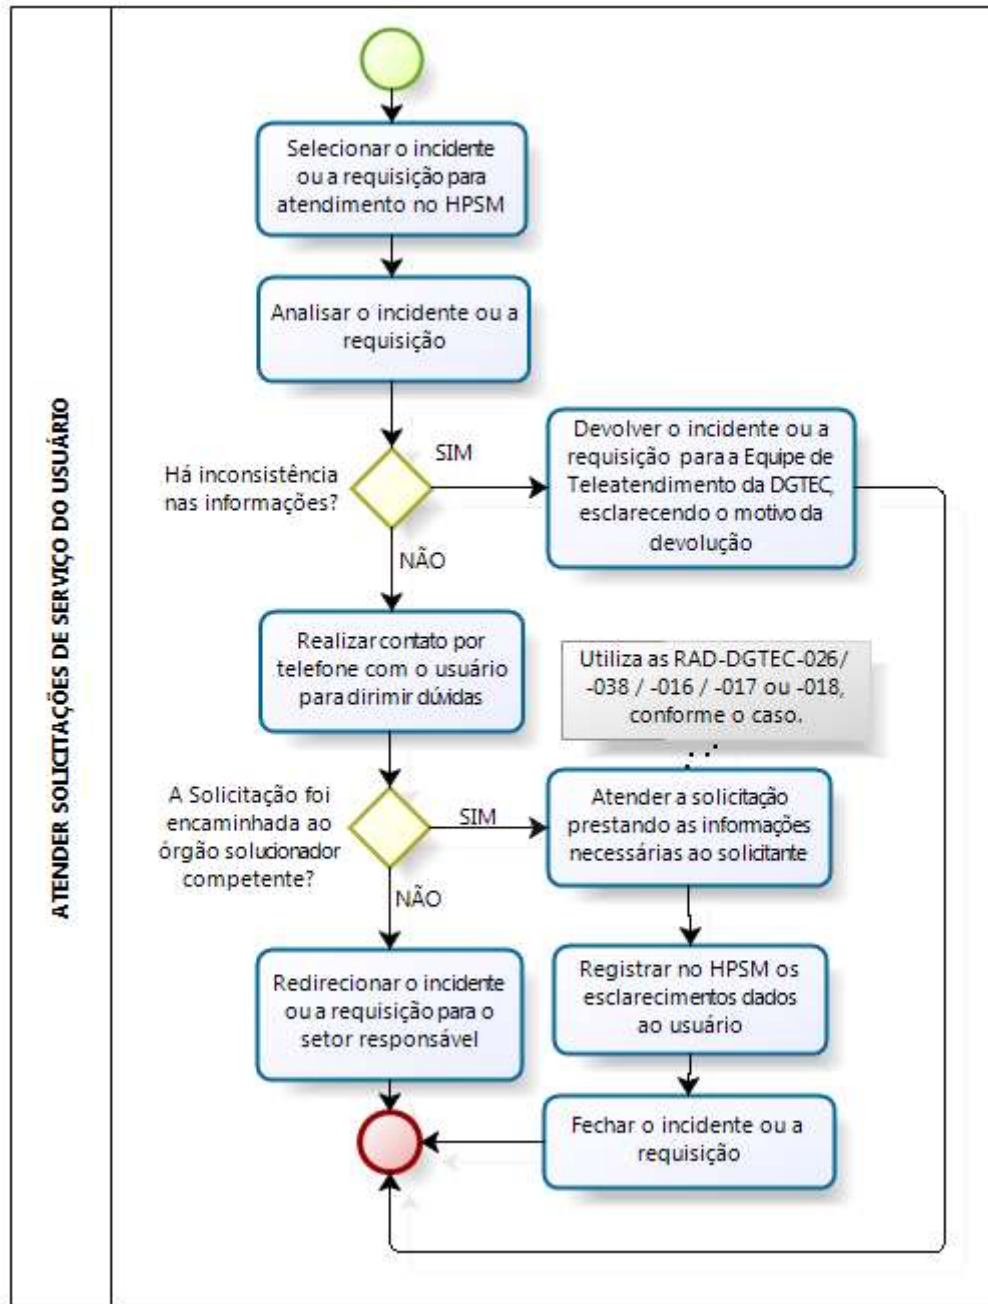 ATENDER SOLICITAÇÕES DE SERVIÇO DO USUÁRIO
Selecionar o incidente
ou a requisição para
atendimento no HPSM
Analisar o incidente ou a
requisição
Há inconsistência
nas informações?
SIM
Devolver o incidente ou a
requisição para a Equipe de
Teleatendimento da DGTEC,
esclarecendo o motivo da
devolução
NÃO
Realizar contato por
telefone com o usuário
para dirimir dúvidas
Utiliza as RAD-DGTEC-026/
-038 / -016 / -017 ou -018,
conforme o caso.
A Solicitação foi
encaminhada ao
órgão solucionador
competente?
SIM
Atender a solicitação
prestando as informações
necessárias ao solicitante
NÃO
Redirecionar o incidente
ou a requisição para o
setor responsável
Registrar no HPSM os
esclarecimentos dados
ao usuário
Fechar o incidente ou a
requisição